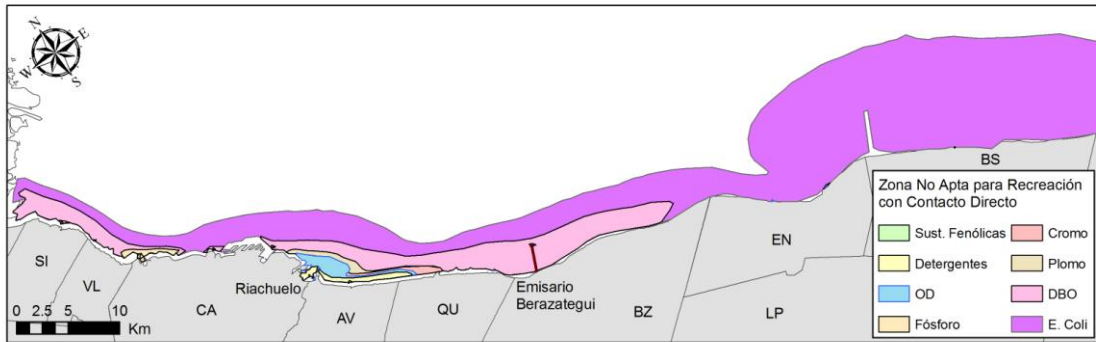 N
E
W
S
SI
VL
CA
Riachuelo
AV
QU
Emisario
Berazategui
BZ
EN
LP
BS
0 2.5 5 10
Km
Zona No Apta para Recreación
con Contacto Directo
Sust. Fenólicas
Cromo
Detergentes
Plomo
OD
DBO
Fósforo
E. Coli